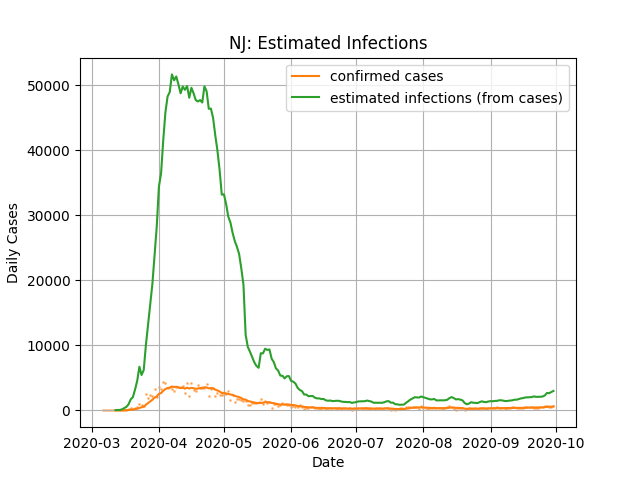 NJ: Estimated Infections
confirmed cases
estimated infections (from cases)
Daily Cases
50000
40000
30000
20000
10000
0
2020-03 2020-04 2020-05 2020-06 2020-07 2020-08 2020-09 2020-10
Date